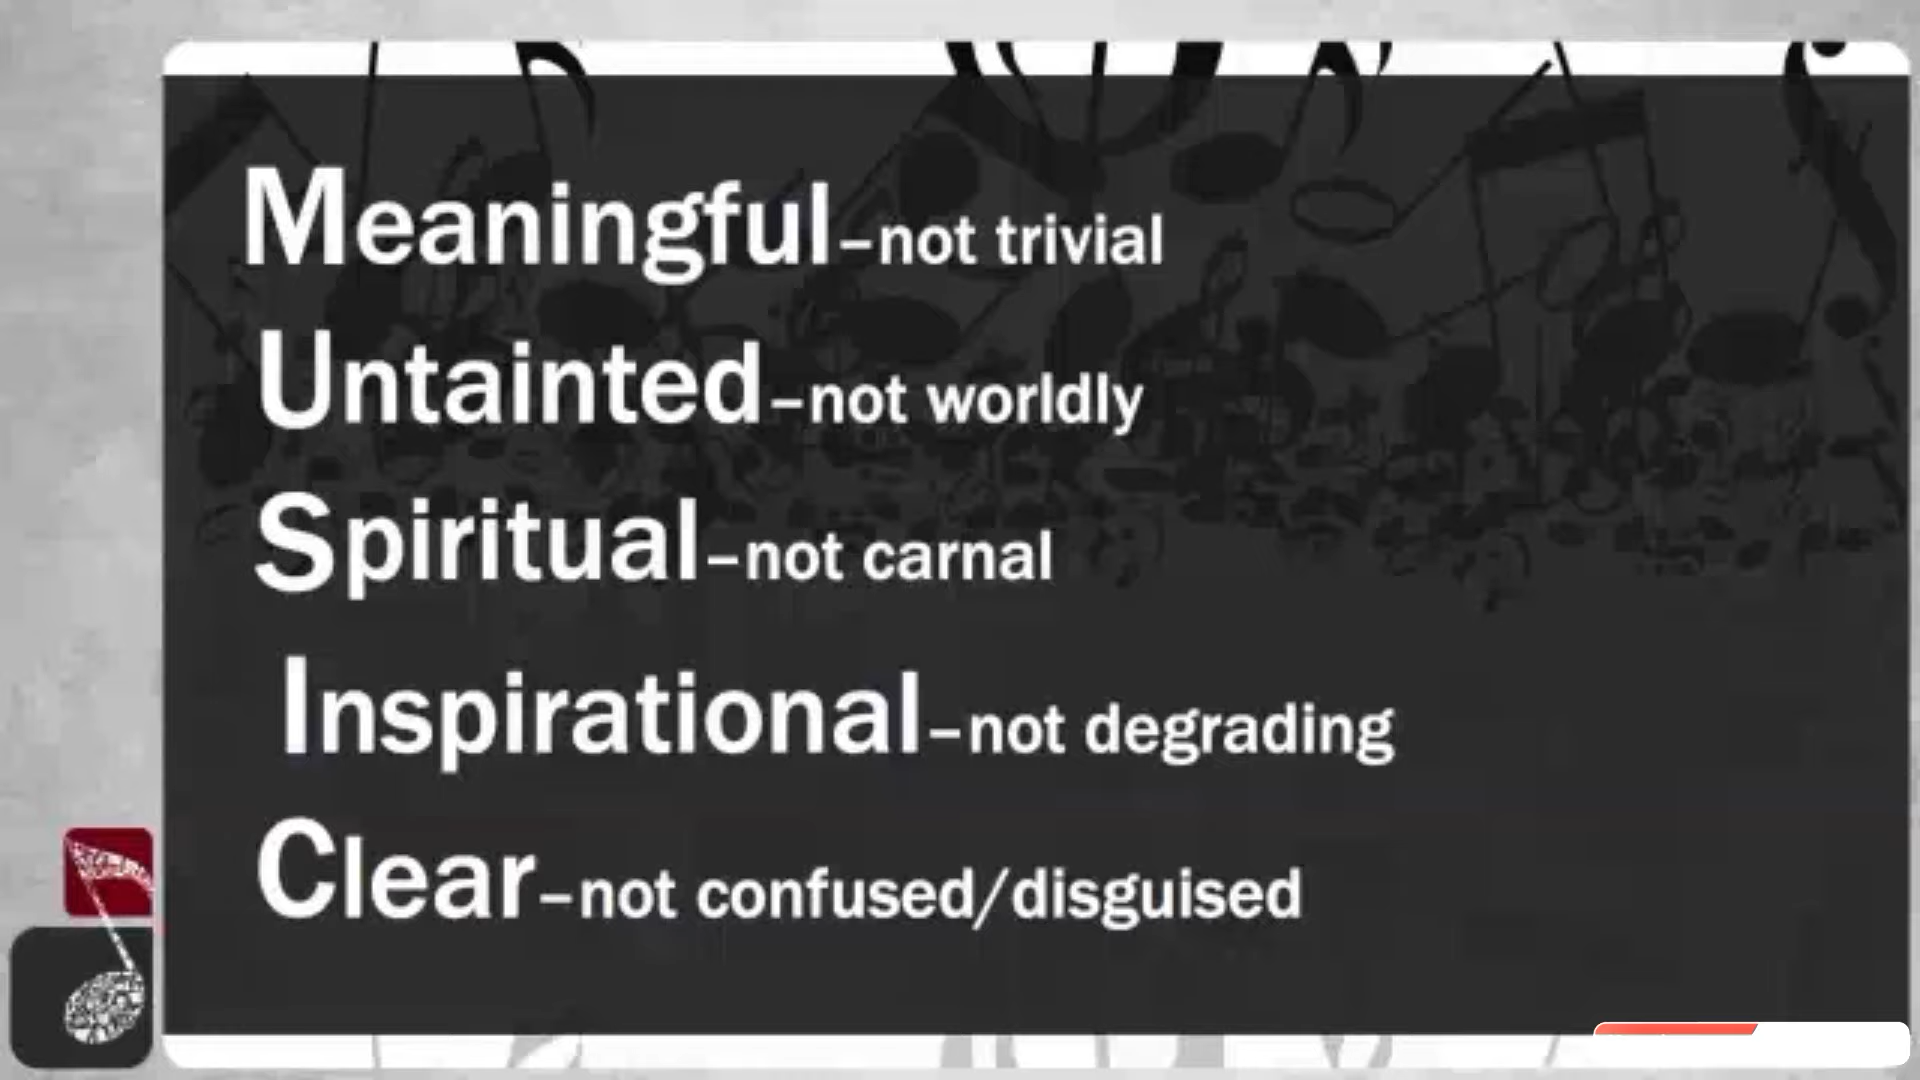 Meaningful–not trivial
Untainted–not worldly
Spiritual–not carnal
Inspirational–not degrading
Clear–not confused/disguised